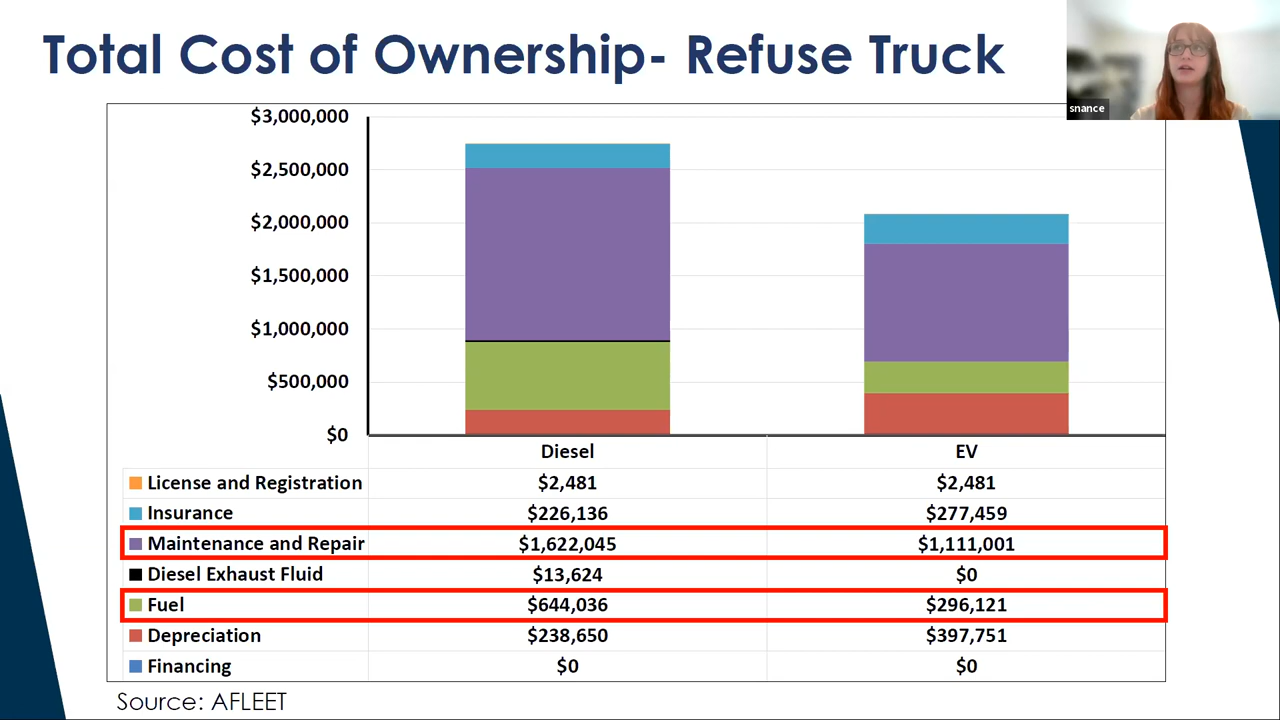 Total Cost of Ownership- Refuse Truck
snance
$3,000,000
$2,500,000
$2,000,000
$1,500,000
$1,000,000
$500,000
$0
Diesel EV
License and Registration $2,481 $2,481
Insurance $226,136 $277,459
Maintenance and Repair $1,622,045 $1,111,001
Diesel Exhaust Fluid $13,624 $0
Fuel $644,036 $296,121
Depreciation $238,650 $397,751
Financing $0 $0
Source: AFLEET